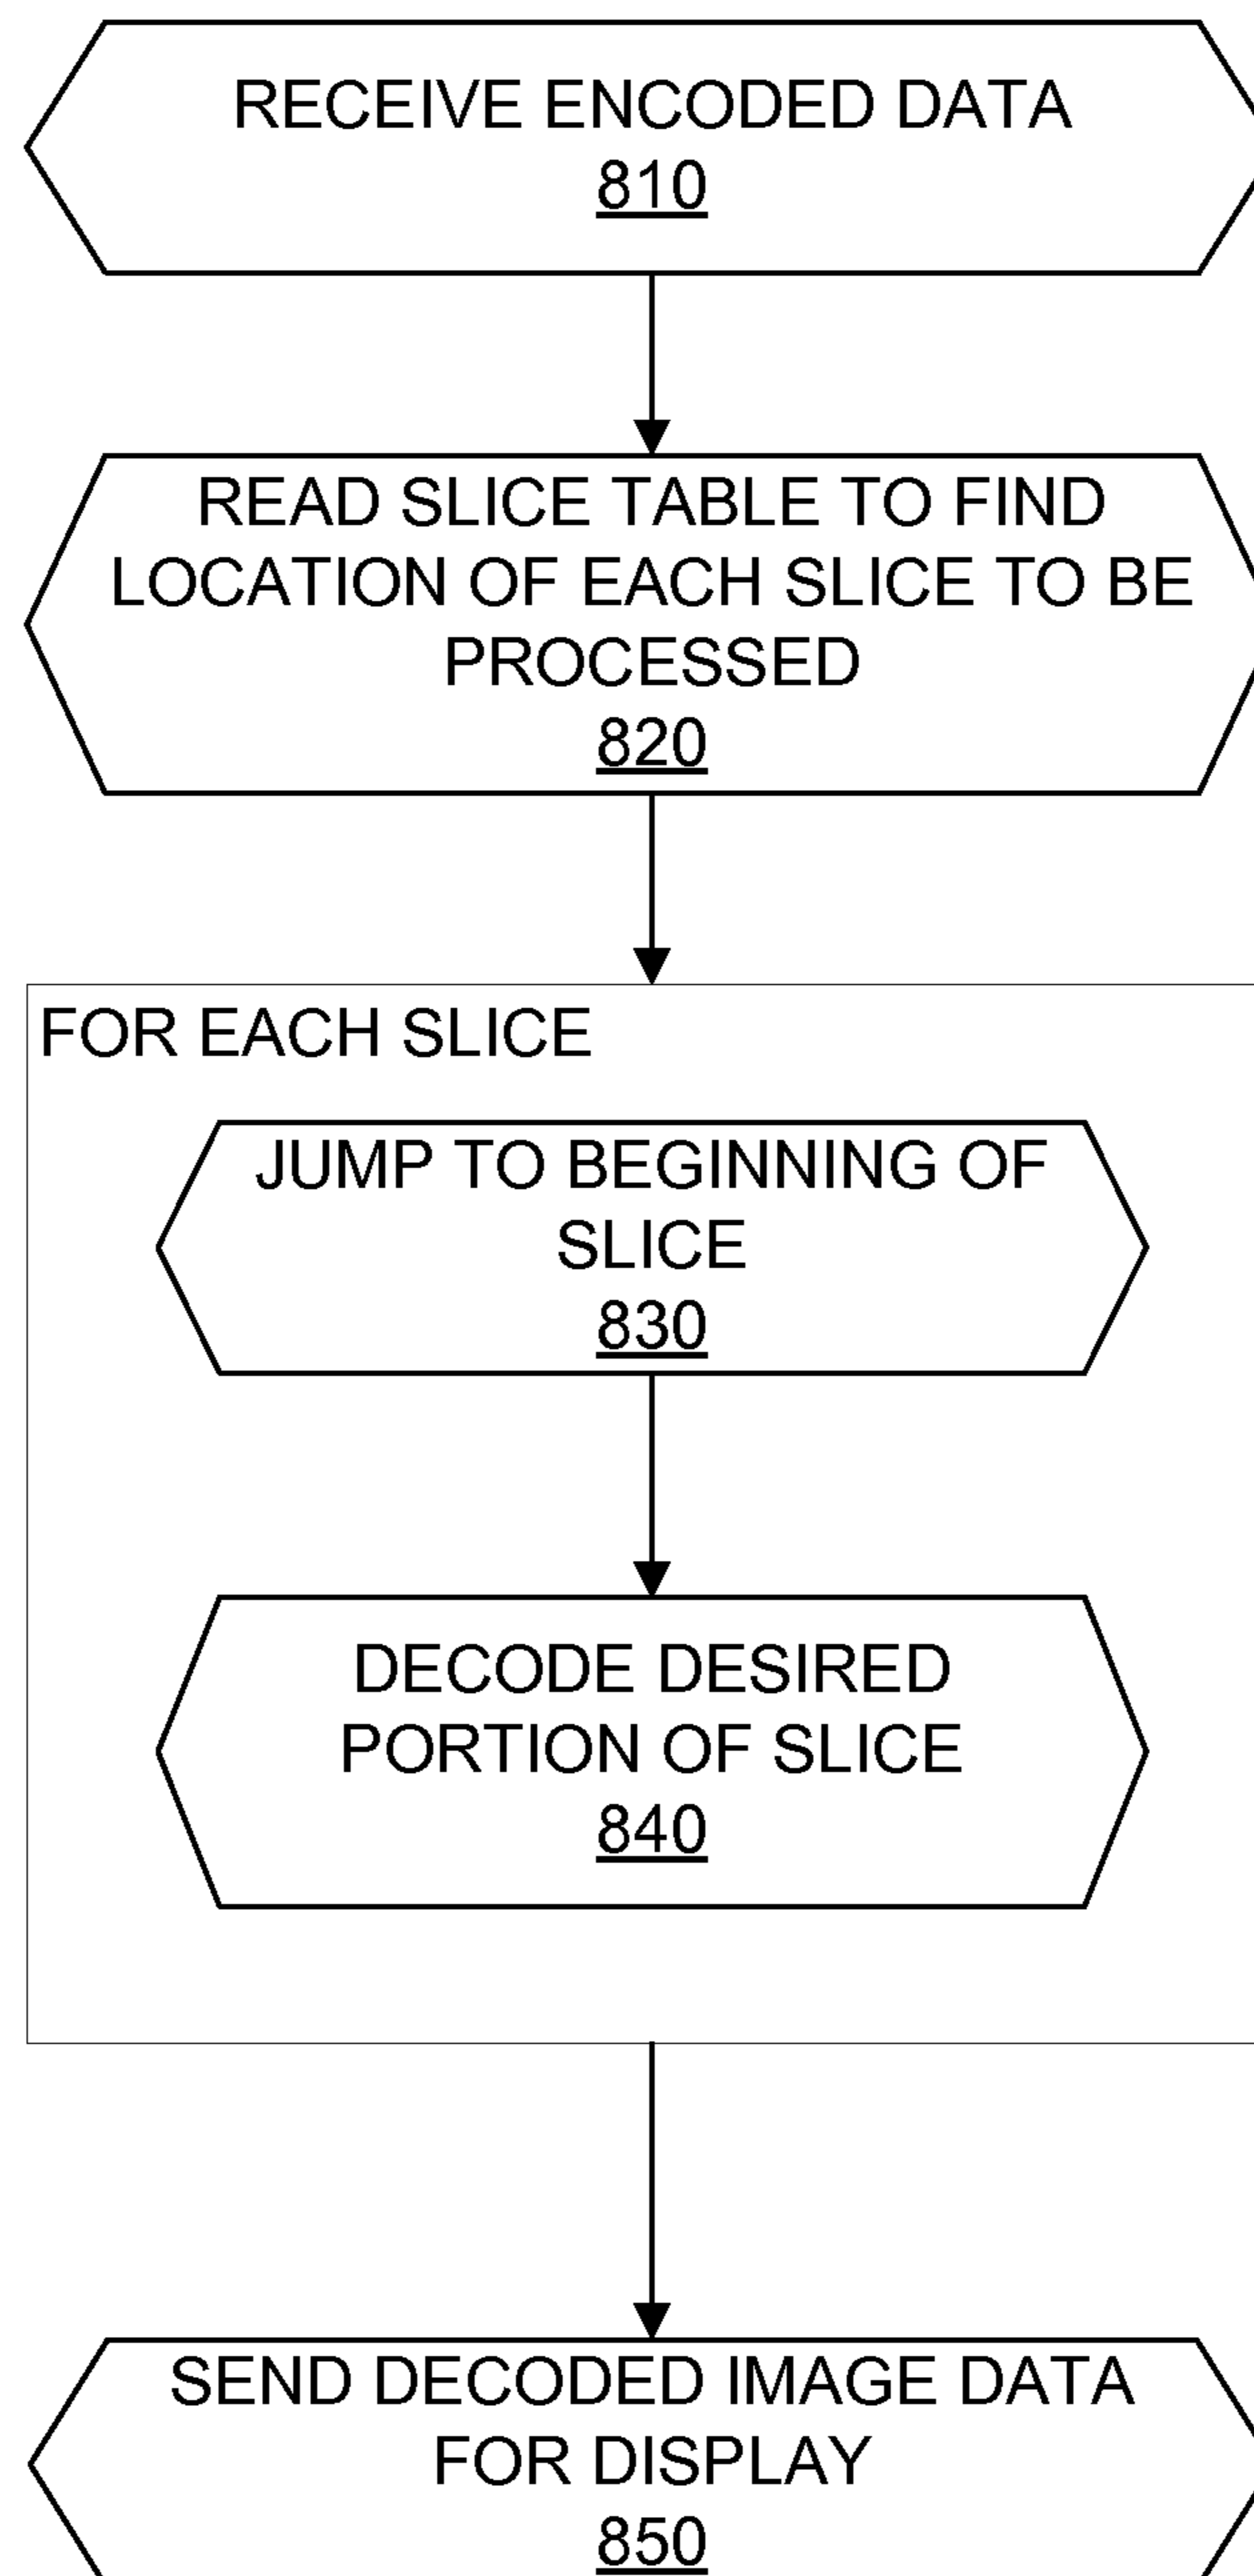 RECEIVE ENCODED DATA
810
READ SLICE TABLE TO FIND
LOCATION OF EACH SLICE TO BE
PROCESSED
820
FOR EACH SLICE
JUMP TO BEGINNING OF
SLICE
830
DECODE DESIRED
PORTION OF SLICE
840
SEND DECODED IMAGE DATA
FOR DISPLAY
850